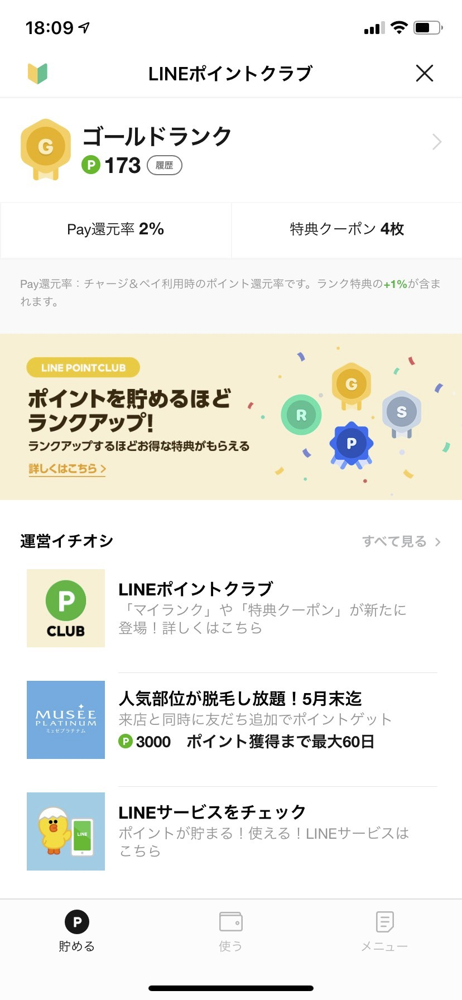 18:09
LINEポイントクラブ
G
ゴールドランク
P 173 履歴
Pay還元率 2%
特典クーポン 4枚
Pay還元率：チャージ＆ペイ利用時のポイント還元率です。ランク特典の+1%が含ま
れます。
LINE POINTCLUB
ポイントを貯めるほど
ランクアップ!
ランクアップするほどお得な特典がもらえる
詳しくはこちら >
G
R
S
P
運営イチオシ
すべて見る >
P
CLUB
LINEポイントクラブ
「マイランク」や「特典クーポン」が新たに
登場！詳しくはこちら
MUSEE
PLATINUM
ミュゼプラチナム
人気部位が脱毛し放題！5月末迄
来店と同時に友だち追加でポイントゲット
P 3000　ポイント獲得まで最大60日
LINE
LINEサービスをチェック
ポイントが貯まる！使える！LINEサービスは
こちら
P
貯める
使う
メニュー